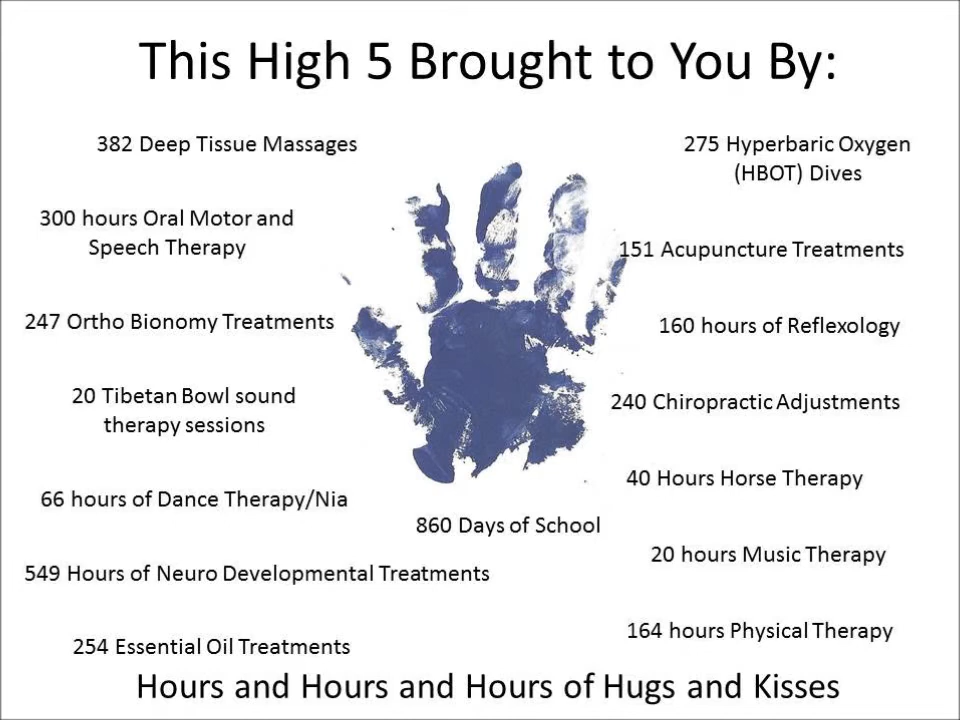 This High 5 Brought to You By:
382 Deep Tissue Massages
300 hours Oral Motor and
Speech Therapy
247 Ortho Bionomy Treatments
20 Tibetan Bowl sound
therapy sessions
66 hours of Dance Therapy/Nia
549 Hours of Neuro Developmental Treatments
254 Essential Oil Treatments
860 Days of School
275 Hyperbaric Oxygen
(HBOT) Dives
151 Acupuncture Treatments
160 hours of Reflexology
240 Chiropractic Adjustments
40 Hours Horse Therapy
20 hours Music Therapy
164 hours Physical Therapy
Hours and Hours and Hours of Hugs and Kisses